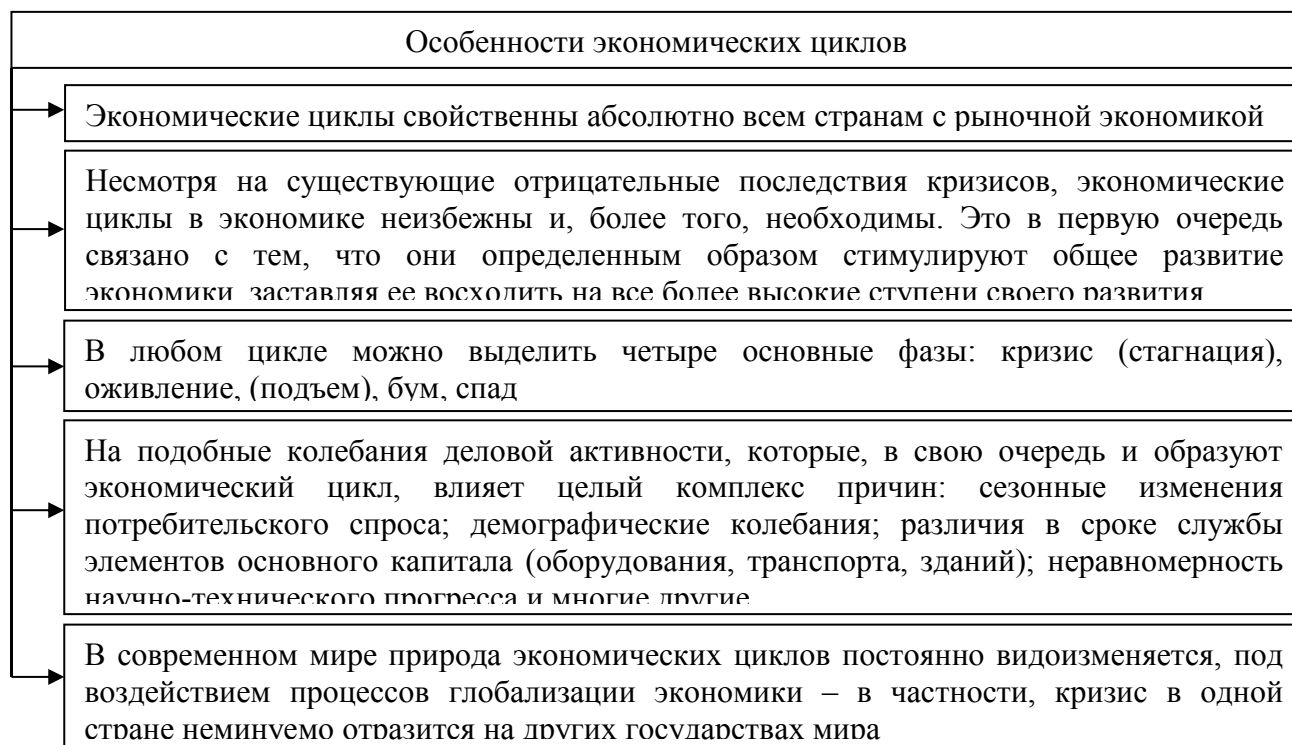 Особенности экономических циклов
Экономические циклы свойственны абсолютно всем странам с рыночной экономикой
Несмотря на существующие отрицательные последствия кризисов, экономические
циклы в экономике неизбежны и, более того, необходимы. Это в первую очередь
связано с тем, что они определенным образом стимулируют общее развитие
экономики заставляя ее восходить на все более высокие ступени своего развития
В любом цикле можно выделить четыре основные фазы: кризис (стагнация),
оживление, (подъем), бум, спад
На подобные колебания деловой активности, которые, в свою очередь и образуют
экономический цикл, влияет целый комплекс причин: сезонные изменения
потребительского спроса; демографические колебания; различия в сроке службы
элементов основного капитала (оборудования, транспорта, зданий); неравномерность
научно-технического прогресса и многие другие
В современном мире природа экономических циклов постоянно видоизменяется, под
воздействием процессов глобализации экономики – в частности, кризис в одной
стране неминуемо отразится на других государствах мира